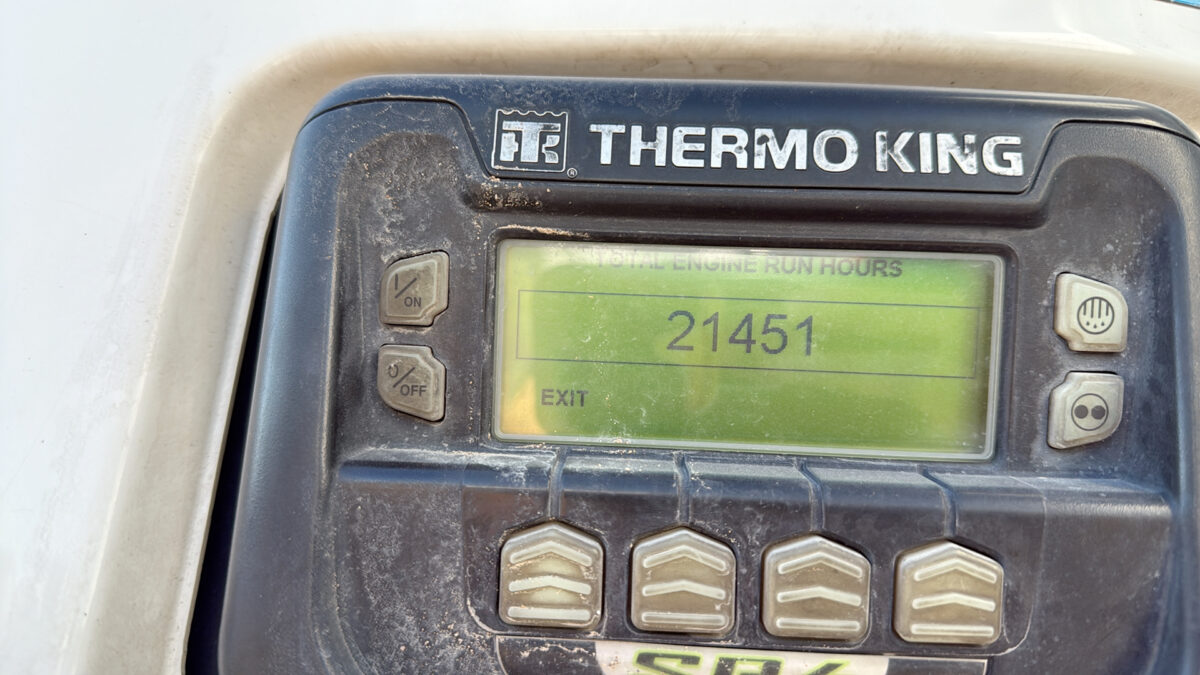 THERMO KING
TOTAL ENGINE RUN HOURS
21451
EXIT
I/ON
OFF